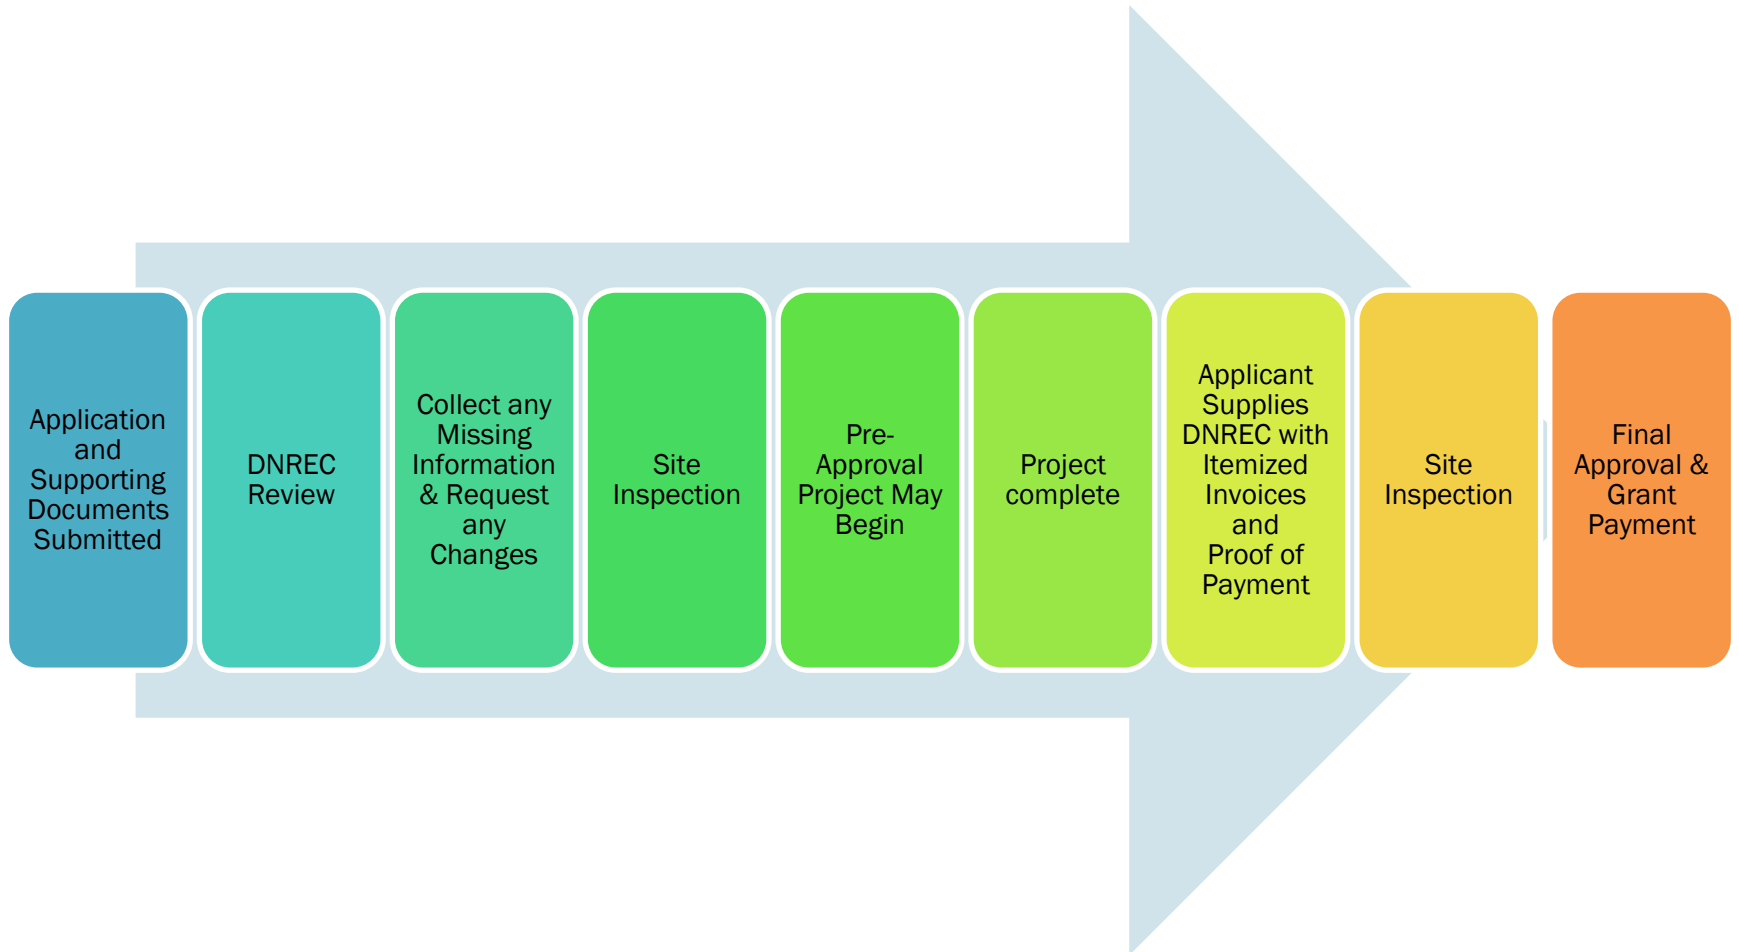 Application
and
Supporting
Documents
Submitted
DNREC
Review
Collect any
Missing
Information
& Request
any
Changes
Site
Inspection
Pre-
Approval
Project May
Begin
Project
complete
Applicant
Supplies
DNREC with
Itemized
Invoices
and
Proof of
Payment
Site
Inspection
Final
Approval &
Grant
Payment